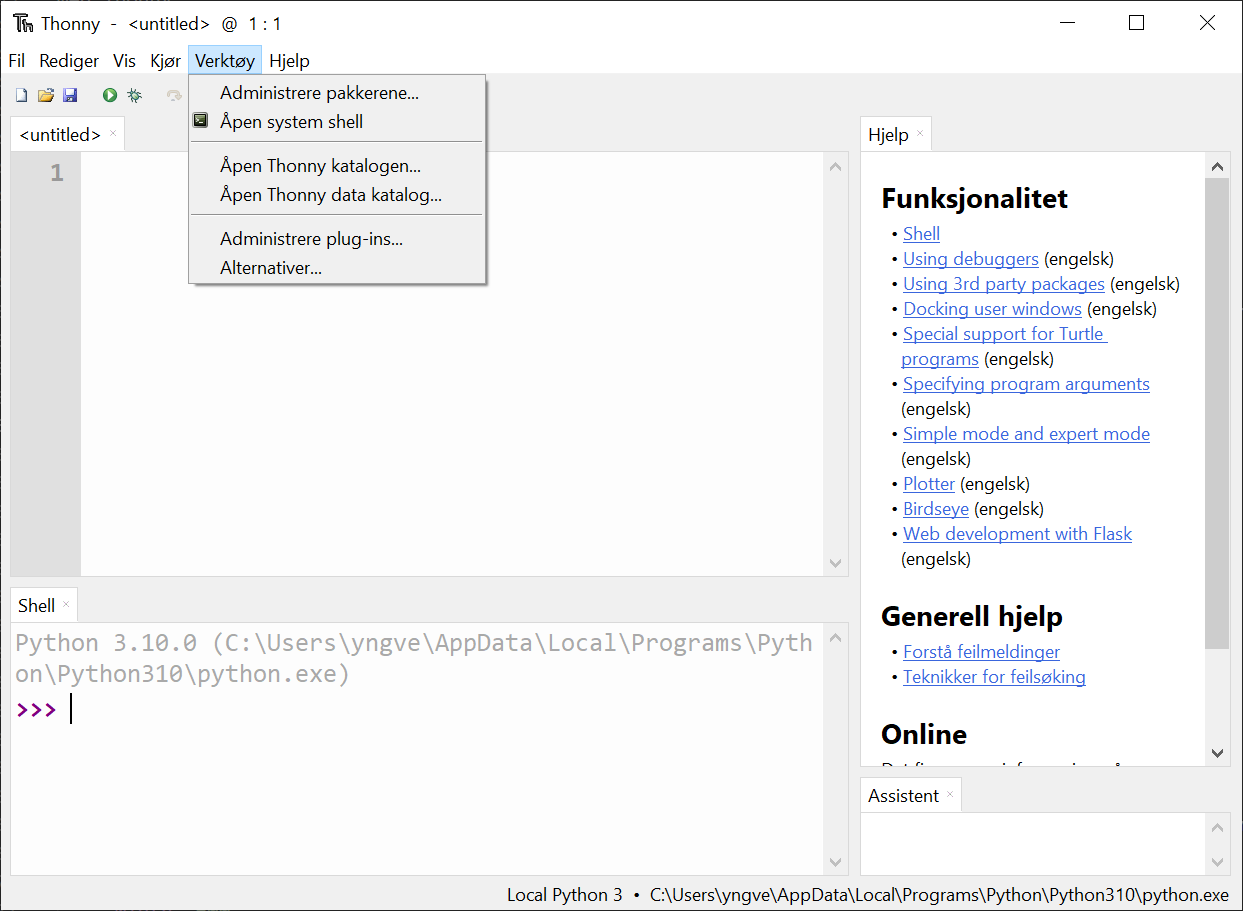 Thonny - <untitled> @ 1 : 1
Fil Rediger Vis Kjør Verktøy Hjelp
Administrere pakkerene...
Åpen system shell
Åpen Thonny katalogen...
Åpen Thonny data katalog...
Administrere plug-ins...
Alternativer...
<untitled>
1
Shell
Python 3.10.0 (C:\Users\yngve\AppData\Local\Programs\Pyth
on\Python310\python.exe)
>>>
Hjelp
Funksjonalitet
• Shell
• Using debuggers (engelsk)
• Using 3rd party packages (engelsk)
• Docking user windows (engelsk)
• Special support for Turtle
programs (engelsk)
• Specifying program arguments
(engelsk)
• Simple mode and expert mode
(engelsk)
• Plotter (engelsk)
• Birdseye (engelsk)
• Web development with Flask
(engelsk)
Generell hjelp
• Forstå feilmeldinger
• Teknikker for feilsøking
Online
Assistent
Local Python 3 • C:\Users\yngve\AppData\Local\Programs\Python\Python310\python.exe